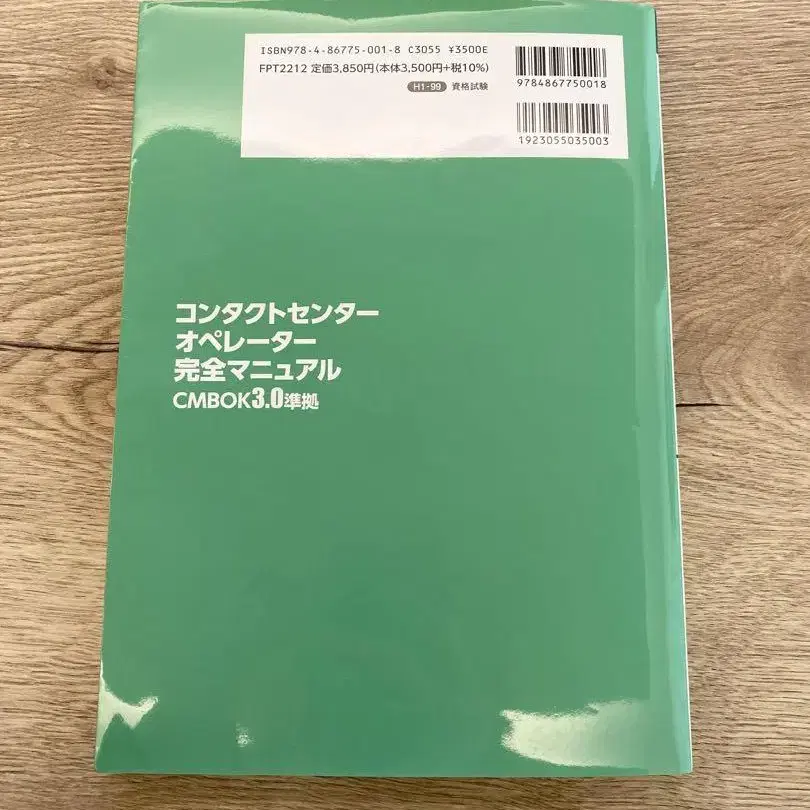 ISBN978-4-86775-001-8 C3055 ¥3500E
FPT2212 定価3,850円(本体3,500円+税10%)
H1-99 資格試験
9784867750018
1923055035003
コンタクトセンター
オペレーター
完全マニュアル
CMBOK3.0準拠